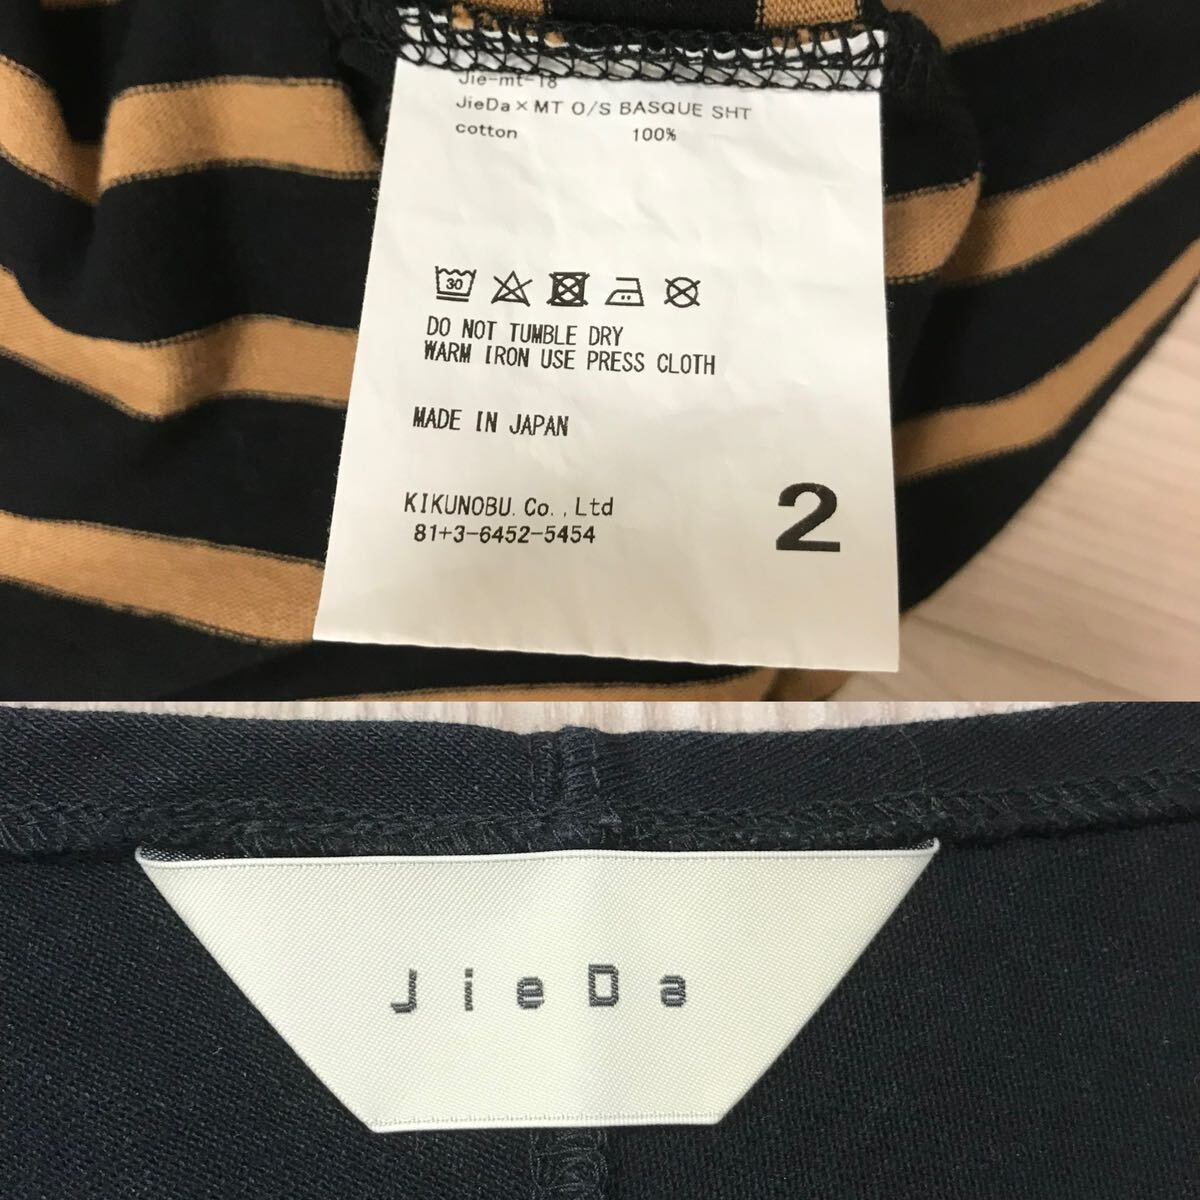 Jie-mt-18
JieDa×MT O/S BASQUE SHT
cotton 100%
30
DO NOT TUMBLE DRY
WARM IRON USE PRESS CLOTH
MADE IN JAPAN
KIKUNOBU.Co.,Ltd
81+3-6452-5454
2
JieDa